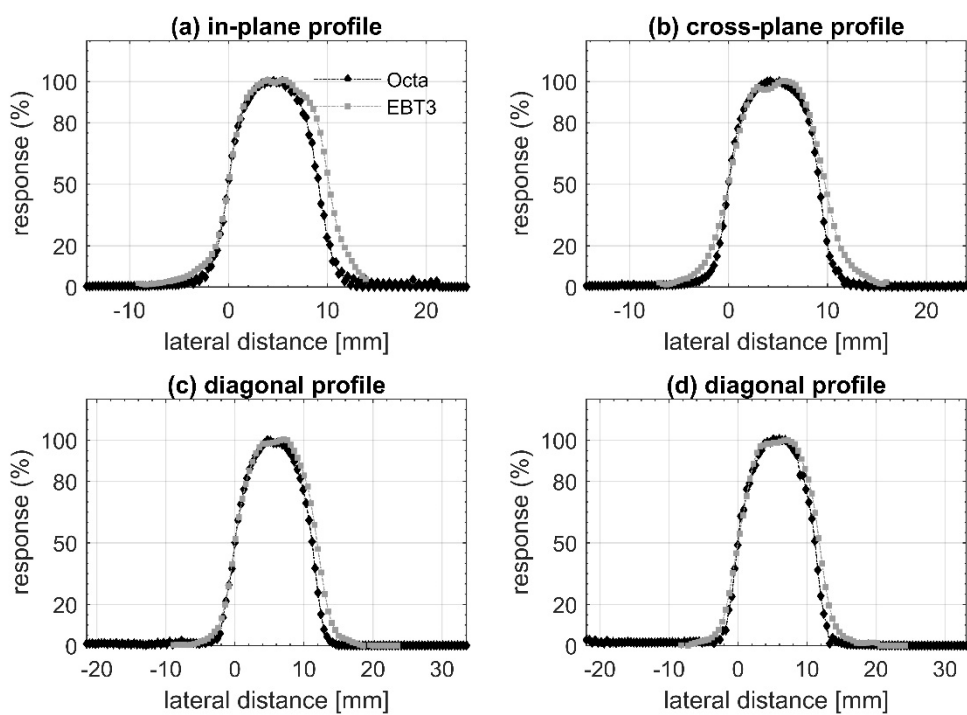 (a) in-plane profile
100
80
50
20
0
response (%)
Octa
EBT3
-10
0
10
20
lateral distance [mm]
(b) cross-plane profile
100
80
50
20
0
response (%)
-10
0
10
20
lateral distance [mm]
(c) diagonal profile
100
80
50
20
0
response (%)
-20
-10
0
10
20
30
lateral distance [mm]
(d) diagonal profile
100
80
50
20
0
response (%)
-20
-10
0
10
20
30
lateral distance [mm]